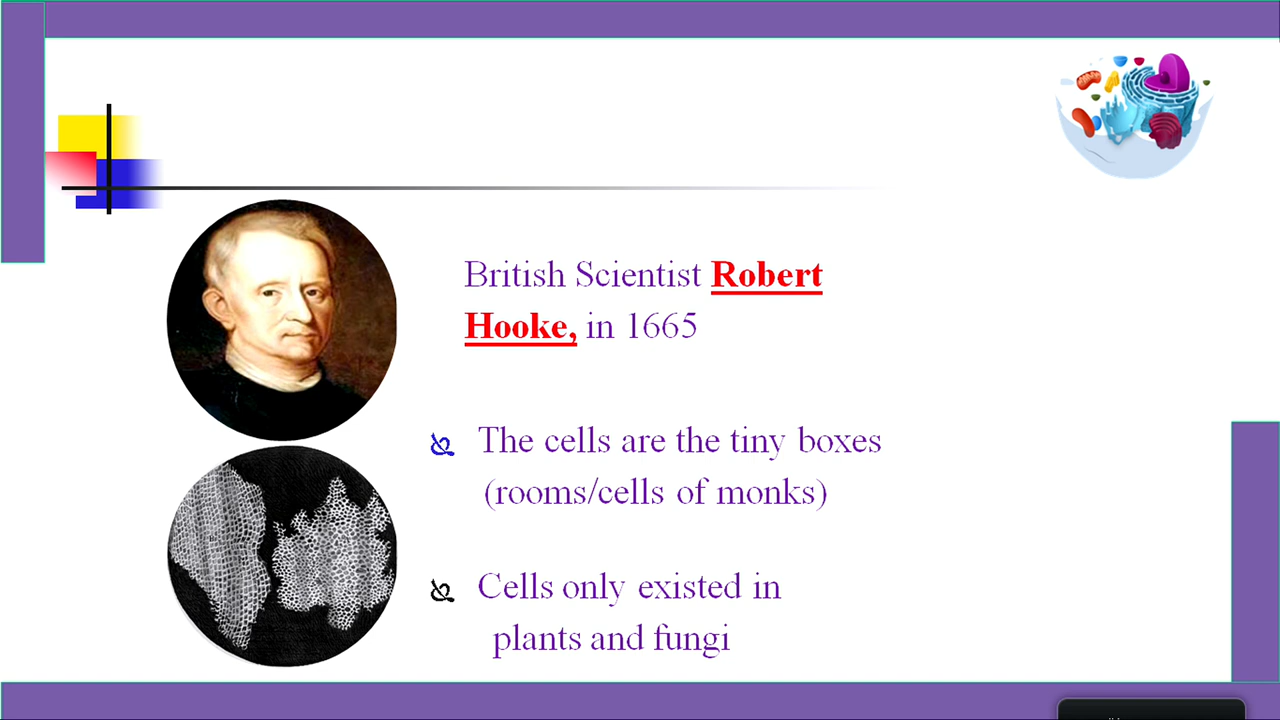 British Scientist Robert
Hooke, in 1665
The cells are the tiny boxes
(rooms/cells of monks)
Cells only existed in
plants and fungi